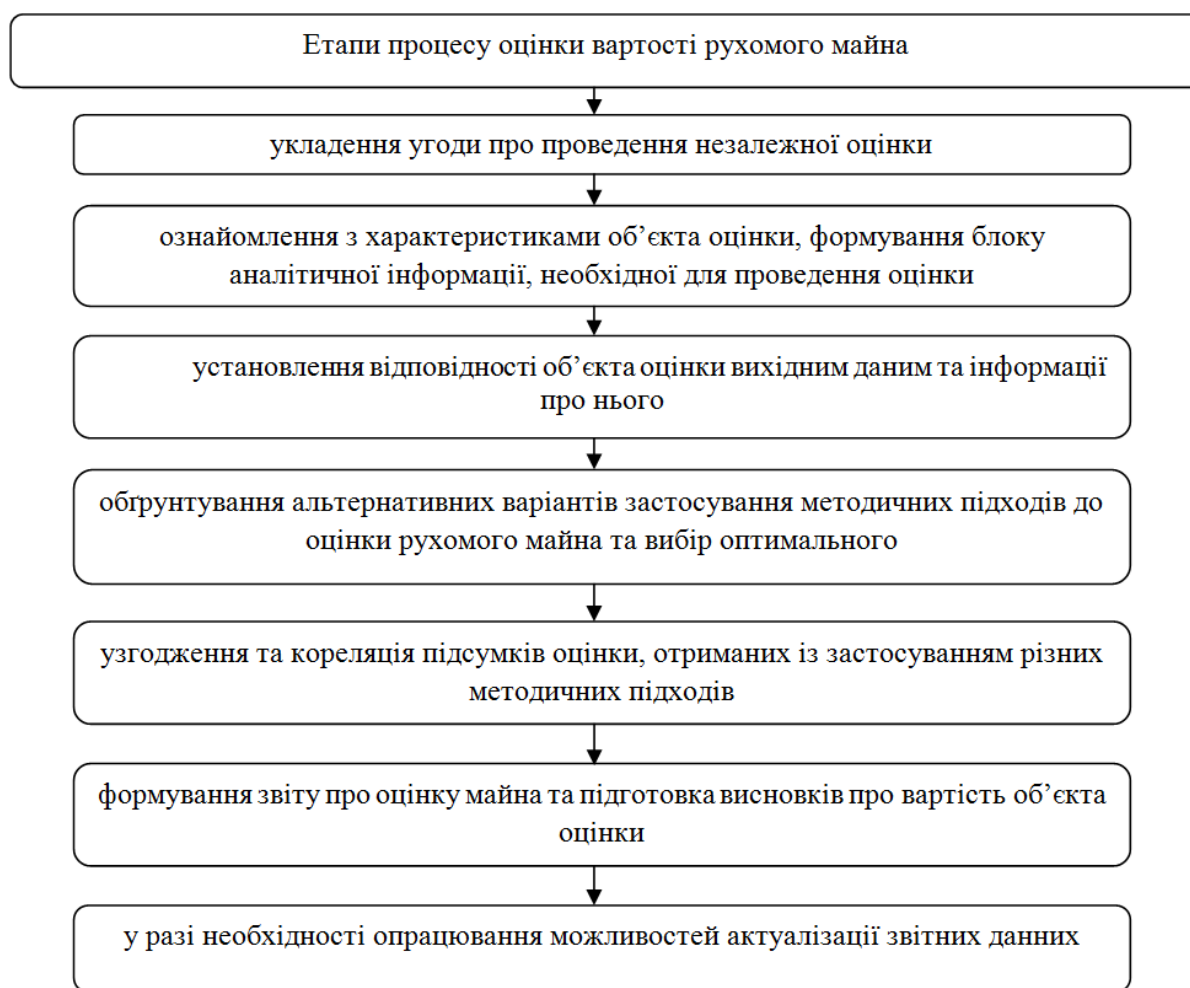 Етапи процесу оцінки вартості рухомого майна
укладення угоди про проведення незалежної оцінки
ознайомлення з характеристиками об’єкта оцінки, формування блоку
аналітичної інформації, необхідної для проведення оцінки
установлення відповідності об’єкта оцінки вихідним даним та інформації
про нього
обґрунтування альтернативних варіантів застосування методичних підходів до
оцінки рухомого майна та вибір оптимального
узгодження та кореляція підсумків оцінки, отриманих із застосуванням різних
методичних підходів
формування звіту про оцінку майна та підготовка висновків про вартість об’єкта
оцінки
у разі необхідності опрацювання можливостей актуалізації звітних данних